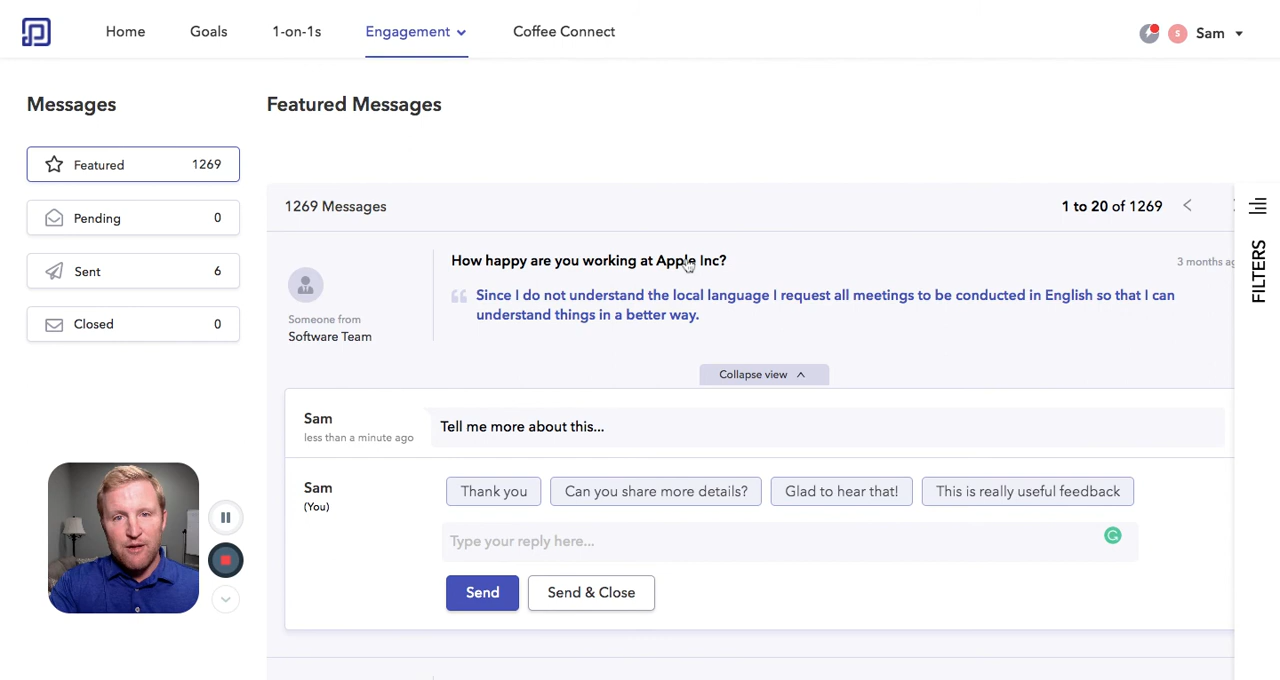 Home
Goals
1-on-1s
Engagement
Coffee Connect
S
Sam
Messages
Featured Messages
Featured 1269
Pending 0
Sent 6
Closed 0
1269 Messages
1 to 20 of 1269
FILTERS
Someone from
Software Team
How happy are you working at Apple Inc?
3 months
Since I do not understand the local language I request all meetings to be conducted in English so that I can
understand things in a better way.
Collapse view
Sam
less than a minute ago
Tell me more about this...
Sam
(You)
Thank you
Can you share more details?
Glad to hear that!
This is really useful feedback
Type your reply here...
Send
Send & Close